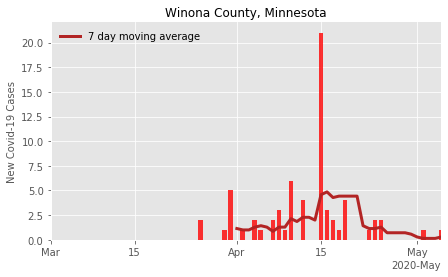 Winona County, Minnesota
7 day moving average
New Covid-19 Cases
20.0
17.5
15.0
12.5
10.0
7.5
5.0
2.5
0.0
Mar
15
Apr
15
May
2020-May